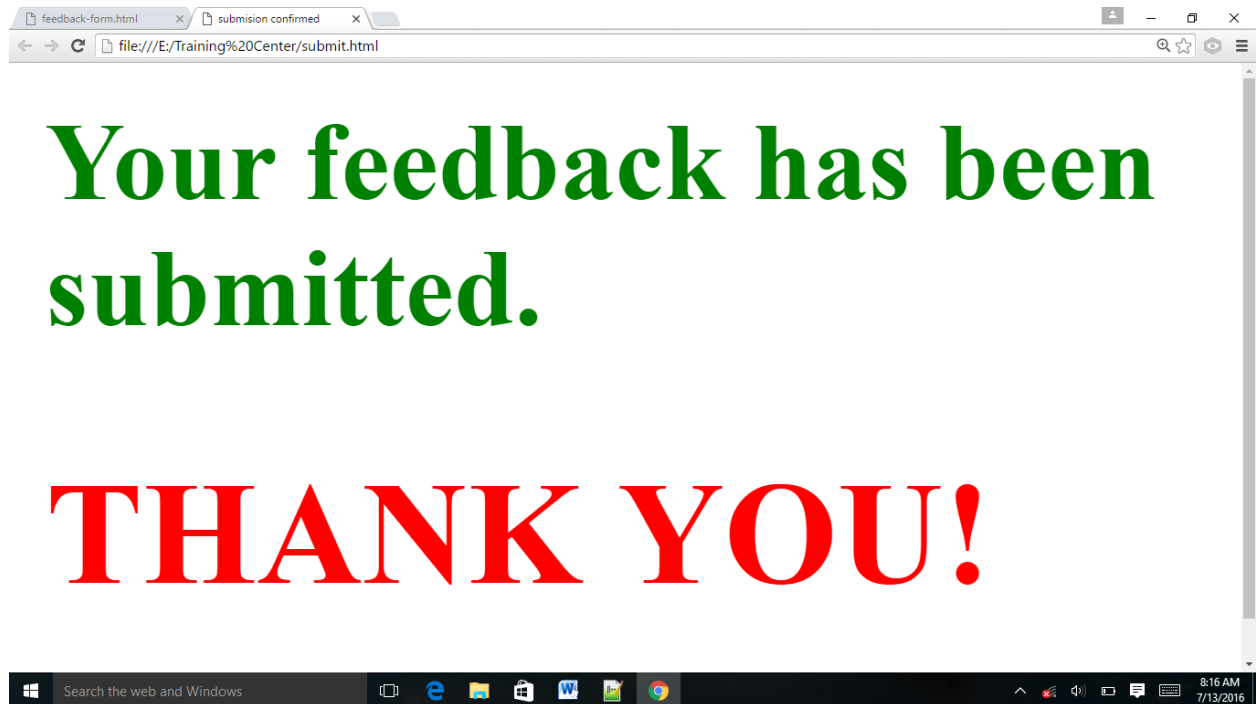 feedback-form.html
submision confirmed
file:///E:/Training%20Center/submit.html
Your feedback has been
submitted.
THANK YOU!
Search the web and Windows
8:16 AM
7/13/2016